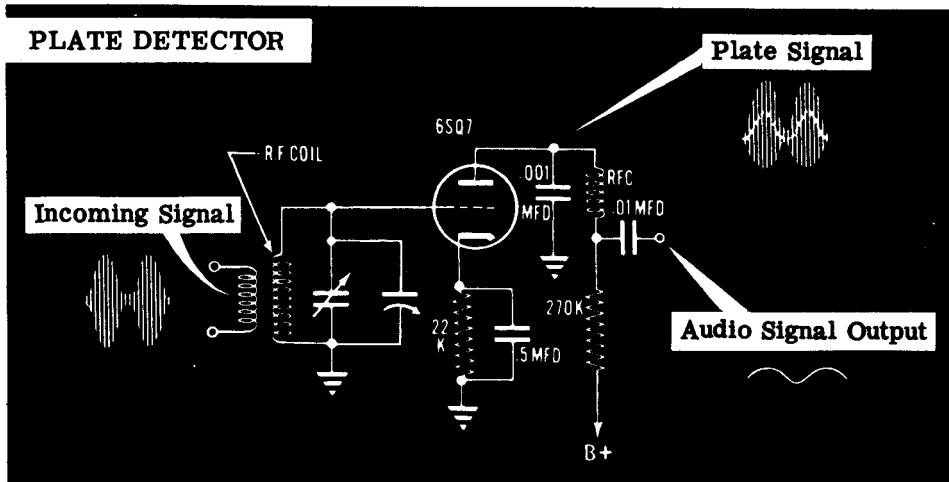 PLATE DETECTOR
Plate Signal
6SQ7
R.F. COIL
.001
MFD
RFC
.01 MFD
Incoming Signal
22
K
.5 MFD
270K
Audio Signal Output
B+